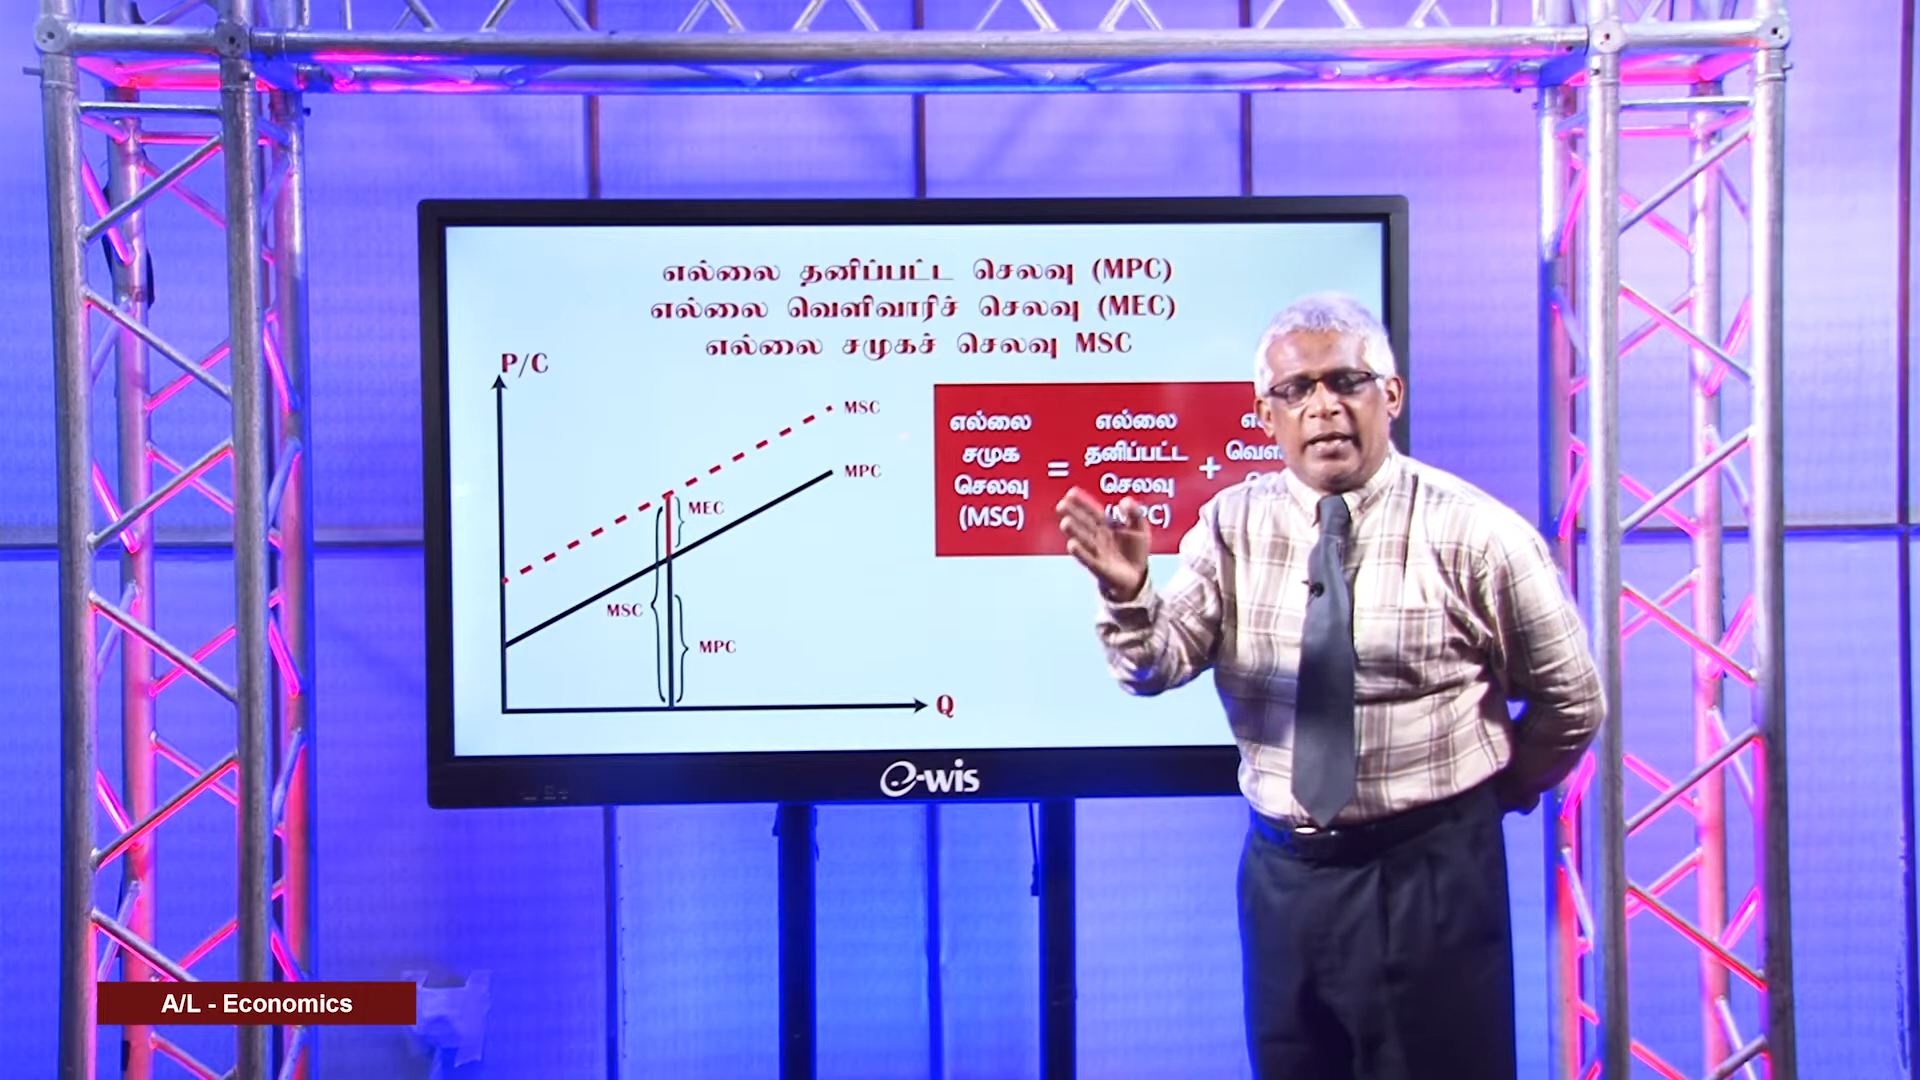 எல்லை தனிப்பட்ட செலவு (MPC)
எல்லை வெளிவாரிச் செலவு (MEC)
எல்லை சமுகச் செலவு MSC
P/C
MSC
MPC
MEC
MSC
MPC
Q
எல்லை
சமுக
செலவு
(MSC)
=
எல்லை
தனிப்பட்ட
செலவு
+
e-wis
A/L - Economics